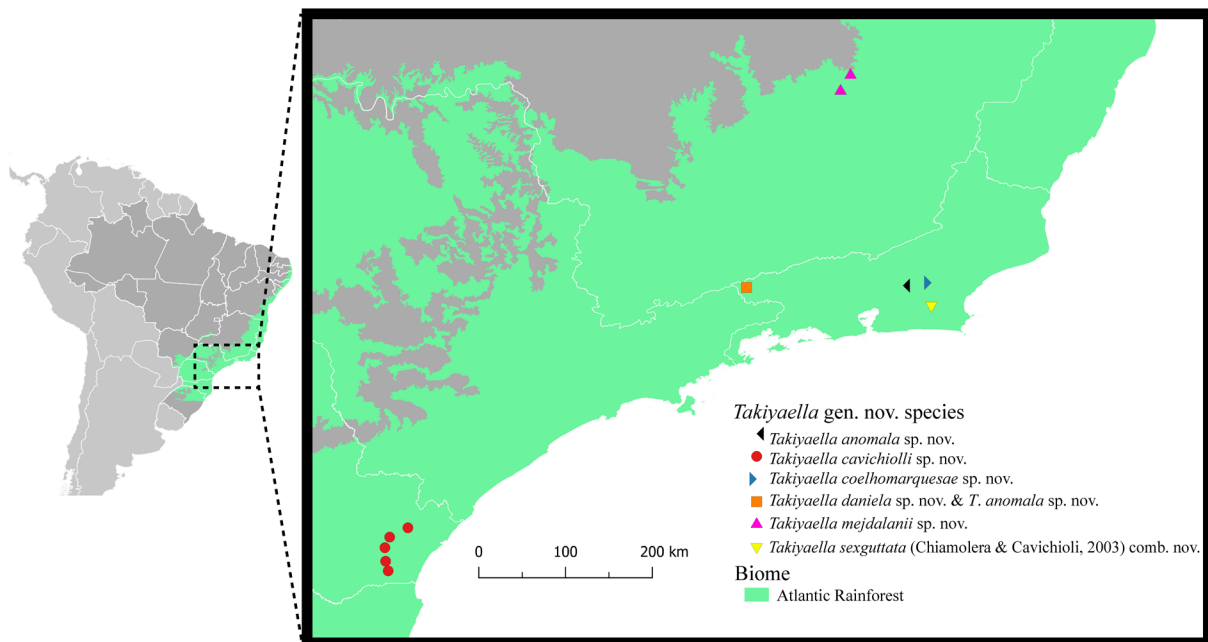 Takiyaella gen. nov. species
Takiyaella anomala sp. nov.
Takiyaella cavichiolli sp. nov.
Takiyaella coelhomarquesae sp. nov.
Takiyaella daniela sp. nov. & T. anomala sp. nov.
Takiyaella mejdalanii sp. nov.
Takiyaella sexguttata (Chiamolera & Cavichioli, 2003) comb. nov.
Biome
Atlantic Rainforest
0 100 200 km